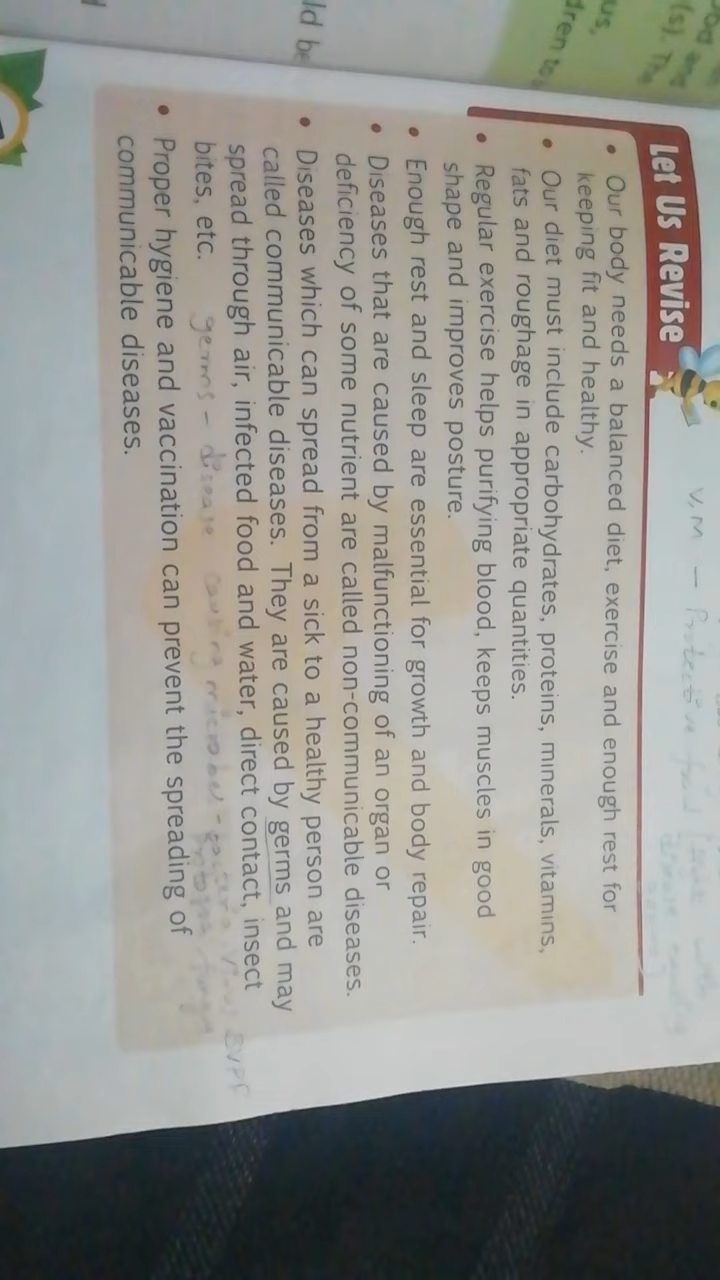 V, M - Protective food
Let Us Revise
• Our body needs a balanced diet, exercise and enough rest for
keeping fit and healthy.
• Our diet must include carbohydrates, proteins, minerals, vitamins,
fats and roughage in appropriate quantities.
• Regular exercise helps purifying blood, keeps muscles in good
shape and improves posture.
• Enough rest and sleep are essential for growth and body repair.
• Diseases that are caused by malfunctioning of an organ or
deficiency of some nutrient are called non-communicable diseases.
• Diseases which can spread from a sick to a healthy person are
called communicable diseases. They are caused by germs and may
spread through air, infected food and water, direct contact, insect
bites, etc.
germs - disease causing BVPF
• Proper hygiene and vaccination can prevent the spreading of
communicable diseases.